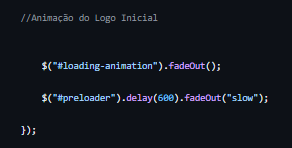 //Animação do Logo Inicial
$("#loading-animation").fadeOut();
$("#preloader").delay(600).fadeOut("slow");
});